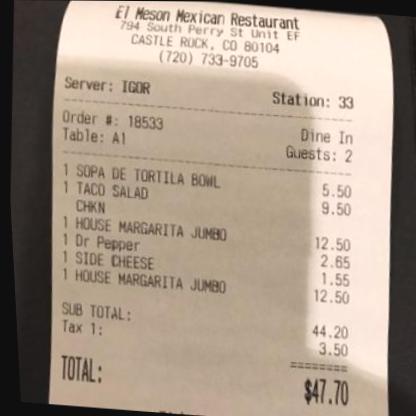 El Meson Mexican Restaurant
794 South Perry St Unit EF
CASTLE ROCK, CO 80104
(720) 733-9705
Server: IGOR Station: 33
Order #: 18533 Dine In
Table: A1 Guests: 2
1 SOPA DE TORTILA BOWL 5.50
1 TACO SALAD 9.50
CHKN
1 HOUSE MARGARITA JUMBO 12.50
1 Dr Pepper 2.65
1 SIDE CHEESE 1.55
1 HOUSE MARGARITA JUMBO 12.50
SUB TOTAL: 44.20
Tax 1: 3.50
========
TOTAL: $47.70